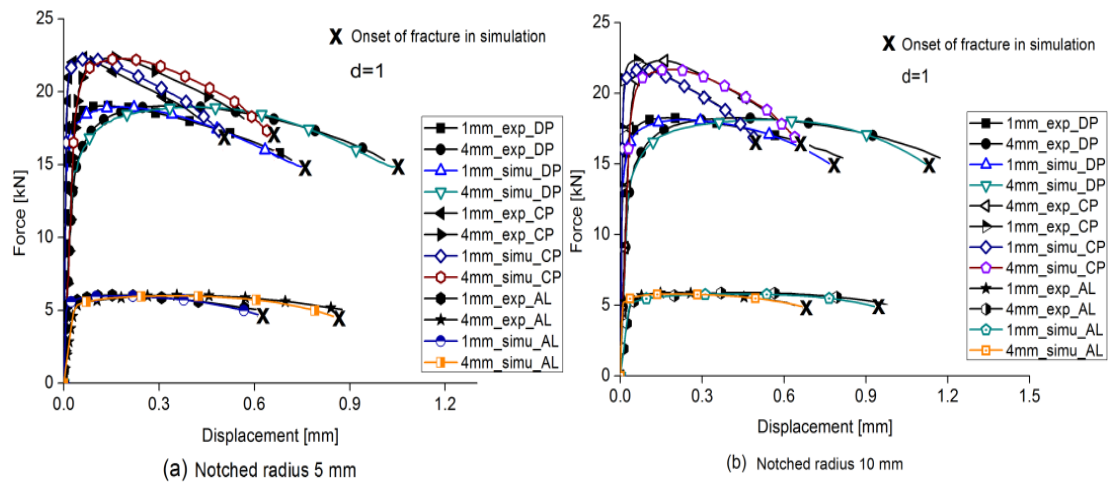 25
20
15
10
5
0
Force [kN]
0.0 0.3 0.6 0.9 1.2
Displacement [mm]
X Onset of fracture in simulation
d=1
1mm_exp_DP
4mm_exp_DP
1mm_simu_DP
4mm_simu_DP
1mm_exp_CP
4mm_exp_CP
1mm_simu_CP
4mm_simu_CP
1mm_exp_AL
4mm_exp_AL
1mm_simu_AL
4mm_simu_AL
X
X
X
X
X
X
(a) Notched radius 5 mm
25
20
15
10
5
0
Force [kN]
0.0 0.3 0.6 0.9 1.2 1.5
Displacement [mm]
X Onset of fracture in simulation
d=1
1mm_exp_DP
4mm_exp_DP
1mm_simu_DP
4mm_simu_DP
4mm_exp_CP
1mm_exp_CP
1mm_simu_CP
4mm_simu_CP
1mm_exp_AL
4mm_exp_AL
1mm_simu_AL
4mm_simu_AL
X
X
X
X
X
X
(b) Notched radius 10 mm